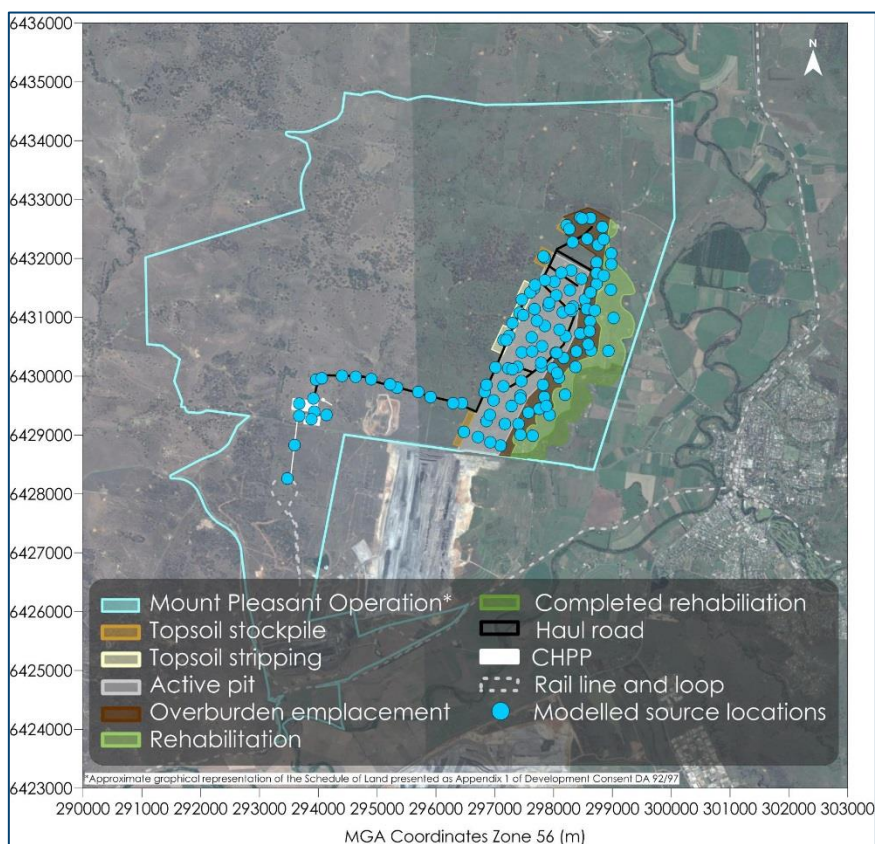 6436000
6435000
6434000
6433000
6432000
6431000
6430000
6429000
6428000
6427000
6426000
6425000
6424000
6423000
N
Mount Pleasant Operation*
Topsoil stockpile
Topsoil stripping
Active pit
Overburden emplacement
Rehabilitation
Completed rehabiliation
Haul road
CHPP
Rail line and loop
Modelled source locations
*Approximate graphical representation of the Schedule of Land presented as Appendix 1 of Development Consent DA 92/97
290000 291000 292000 293000 294000 295000 296000 297000 298000 299000 300000 301000 302000 303000
MGA Coordinates Zone 56 (m)